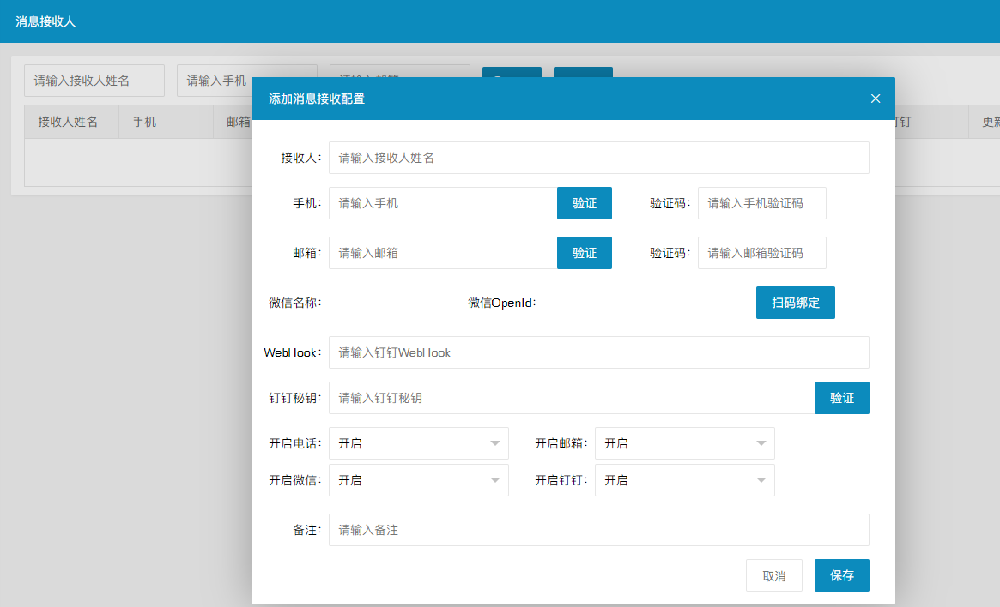 消息接收人
请输入接收人姓名 请输入手机
接收人姓名 手机 邮箱
添加消息接收配置
接收人： 请输入接收人姓名
手机： 请输入手机 验证 验证码： 请输入手机验证码
邮箱： 请输入邮箱 验证 验证码： 请输入邮箱验证码
微信名称： 微信OpenId： 扫码绑定
WebHook： 请输入钉钉WebHook
钉钉秘钥： 请输入钉钉秘钥 验证
开启电话： 开启 开启邮箱： 开启
开启微信： 开启 开启钉钉： 开启
备注： 请输入备注
取消 保存